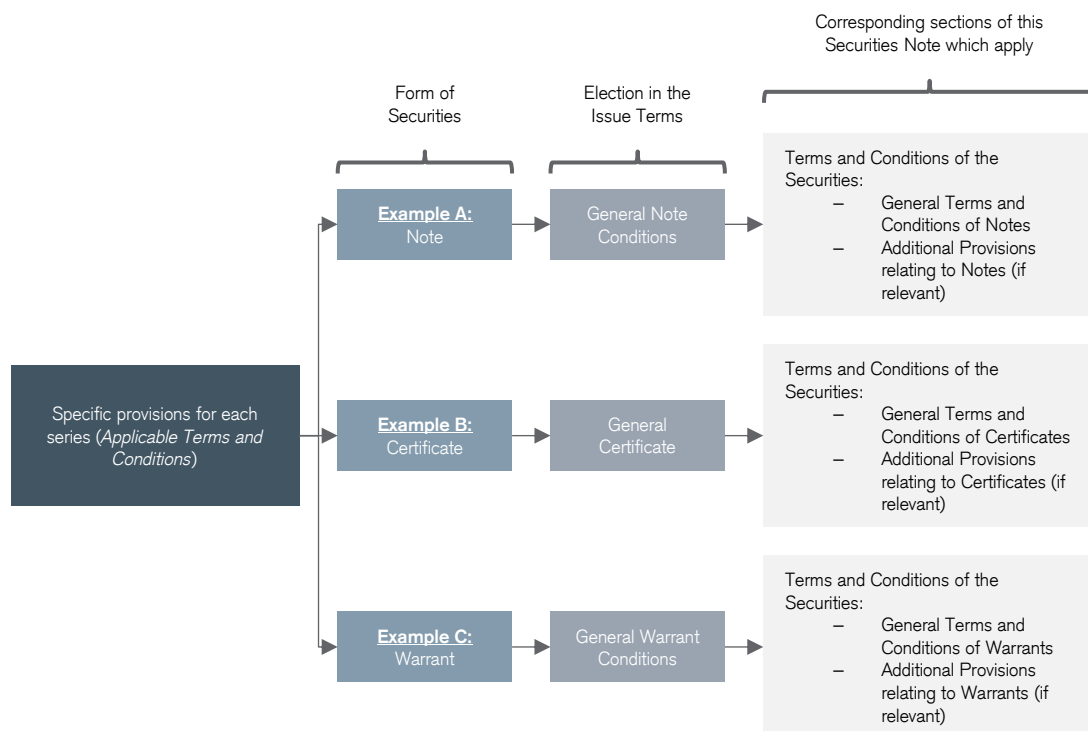 Corresponding sections of this
Securities Note which apply
Form of
Securities
Election in the
Issue Terms
Terms and Conditions of the
Securities:
– General Terms and
Conditions of Notes
– Additional Provisions
relating to Notes (if
relevant)
Example A:
Note
General Note
Conditions
Specific provisions for each
series (Applicable Terms and
Conditions)
Example B:
Certificate
General
Certificate
Terms and Conditions of the
Securities:
– General Terms and
Conditions of Certificates
– Additional Provisions
relating to Certificates (if
relevant)
Example C:
Warrant
General Warrant
Conditions
Terms and Conditions of the
Securities:
– General Terms and
Conditions of Warrants
– Additional Provisions
relating to Warrants (if
relevant)